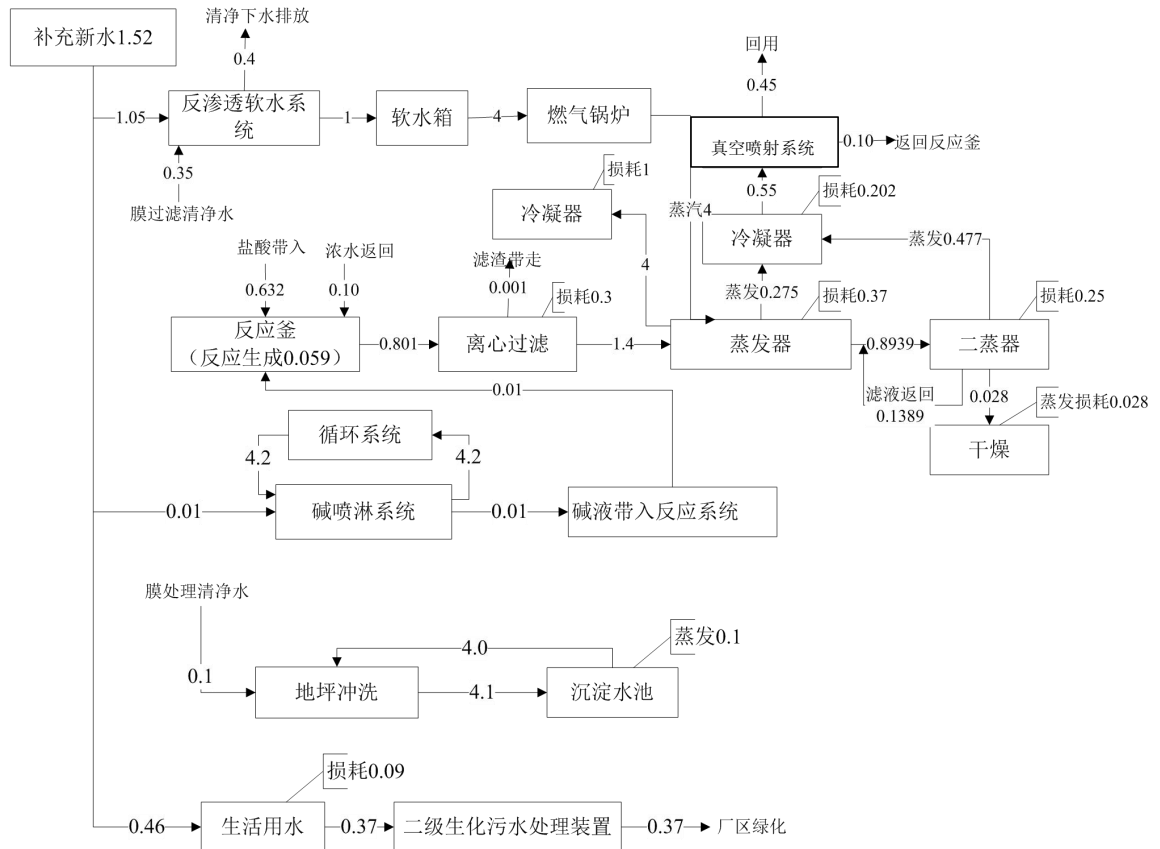 补充新水1.52
清净下水排放
0.4
回用
0.45
1.05
反渗透软水系
统
1
软水箱
4
燃气锅炉
真空喷射系统
0.10
返回反应釜
0.35
膜过滤清净水
损耗1
冷凝器
蒸汽4
0.55
损耗0.202
冷凝器
蒸发0.477
盐酸带入
浓水返回
滤渣带走
4
0.632
0.10
0.001
损耗0.3
蒸发0.275
损耗0.37
损耗0.25
反应釜
（反应生成0.059）
0.801
离心过滤
1.4
蒸发器
0.8939
二蒸器
0.01
滤液返回
0.1389
0.028
蒸发损耗0.028
循环系统
干燥
4.2
4.2
0.01
碱喷淋系统
0.01
碱液带入反应系统
膜处理清净水
蒸发0.1
4.0
0.1
地坪冲洗
4.1
沉淀水池
损耗0.09
0.46
生活用水
0.37
二级生化污水处理装置
0.37
厂区绿化